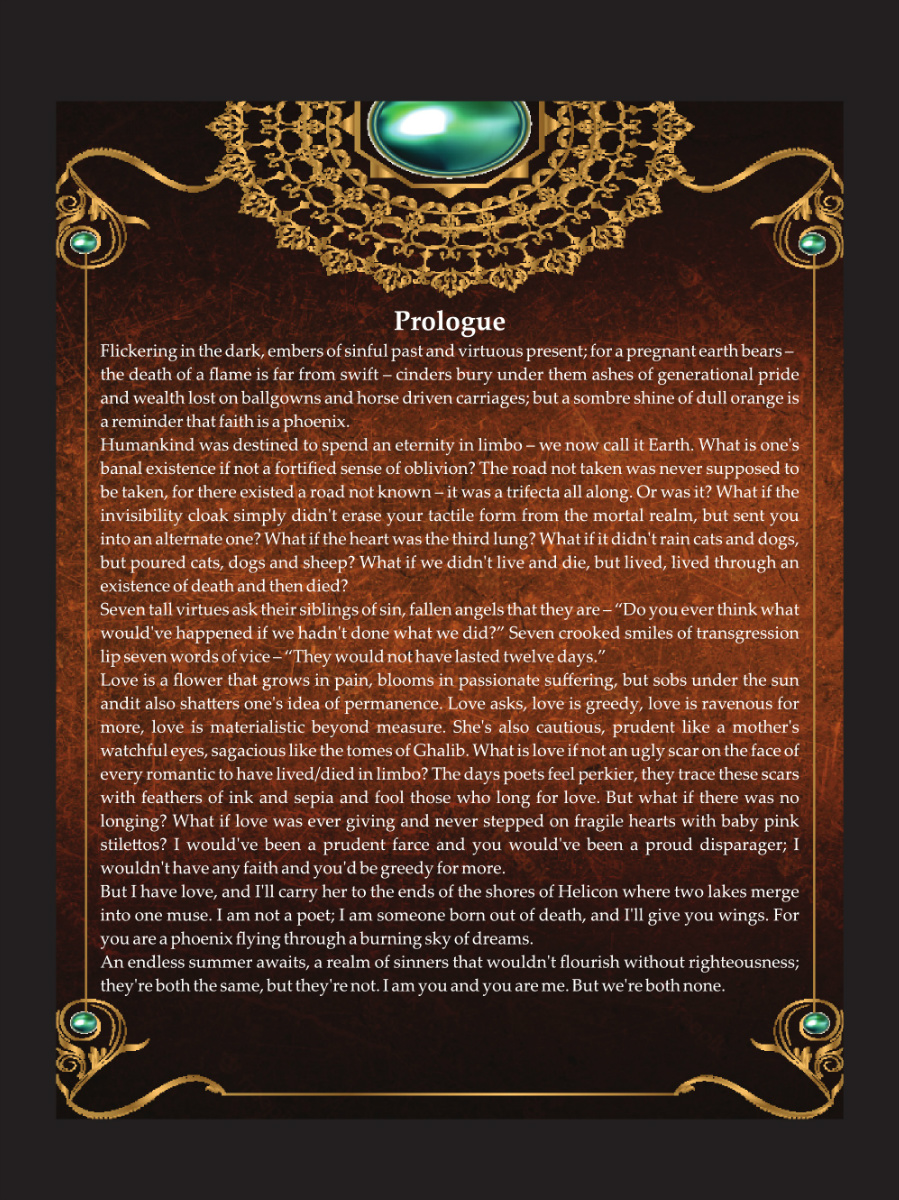 Prologue
Flickering in the dark, embers of sinful past and virtuous present; for a pregnant earth bears –
the death of a flame is far from swift – cinders bury under them ashes of generational pride
and wealth lost on ballgowns and horse driven carriages; but a sombre shine of dull orange is
a reminder that faith is a phoenix.
Humankind was destined to spend an eternity in limbo – we now call it Earth. What is one's
banal existence if not a fortified sense of oblivion? The road not taken was never supposed to
be taken, for there existed a road not known – it was a trifecta all along. Or was it? What if the
invisibility cloak simply didn't erase your tactile form from the mortal realm, but sent you
into an alternate one? What if the heart was the third lung? What if it didn't rain cats and dogs,
but poured cats, dogs and sheep? What if we didn't live and die, but lived, lived through an
existence of death and then died?
Seven tall virtues ask their siblings of sin, fallen angels that they are – “Do you ever think what
would've happened if we hadn't done what we did?” Seven crooked smiles of transgression
lip seven words of vice – “They would not have lasted twelve days.”
Love is a flower that grows in pain, blooms in passionate suffering, but sobs under the sun
andit also shatters one's idea of permanence. Love asks, love is greedy, love is ravenous for
more, love is materialistic beyond measure. She's also cautious, prudent like a mother's
watchful eyes, sagacious like the tomes of Ghalib. What is love if not an ugly scar on the face of
every romantic to have lived/died in limbo? The days poets feel perkier, they trace these scars
with feathers of ink and sepia and fool those who long for love. But what if there was no
longing? What if love was ever giving and never stepped on fragile hearts with baby pink
stilettos? I would've been a prudent farce and you would've been a proud disparager; I
wouldn't have any faith and you'd be greedy for more.
But I have love, and I'll carry her to the ends of the shores of Helicon where two lakes merge
into one muse. I am not a poet; I am someone born out of death, and I'll give you wings. For
you are a phoenix flying through a burning sky of dreams.
An endless summer awaits, a realm of sinners that wouldn't flourish without righteousness;
they're both the same, but they're not. I am you and you are me. But we're both none.